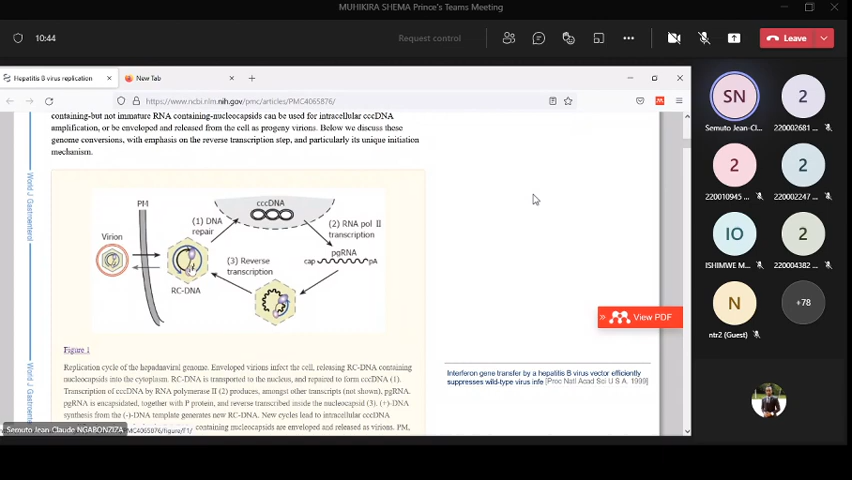 MUHIKIRA SHEMA Prince's Teams Meeting
10:44
Request control
Leave
Hepatitis B virus replication
New Tab
https://www.ncbi.nlm.nih.gov/pmc/articles/PMC4065876/
containing-but not immature RNA containing-nucleocapsids can be used for intracellular cccDNA
amplification, or be enveloped and released from the cell as progeny virions. Below we discuss these
genome conversions, with emphasis on the reverse transcription step, and particularly its unique initiation
mechanism.
World J Gastroenterol
World J Gastroenterol
PM
cccDNA
(1) DNA
repair
(2) RNA pol II
transcription
Virion
pgRNA
cap
pA
(3) Reverse
transcription
RC-DNA
Figure 1
Replication cycle of the hepadnaviral genome. Enveloped virions infect the cell, releasing RC-DNA containing
nucleocapsids into the cytoplasm. RC-DNA is transported to the nucleus, and repaired to form cccDNA (1).
Transcription of cccDNA by RNA polymerase II (2) produces, amongst other transcripts (not shown), pgRNA.
pgRNA is encapsidated, together with P protein, and reverse transcribed inside the nucleocapsid (3). (+)-DNA
synthesis from the (-)-DNA template generates new RC-DNA. New cycles lead to intracellular cccDNA
containing nucleocapsids are enveloped and released as virions. PM,
View PDF
Interferon gene transfer by a hepatitis B virus vector efficiently
suppresses wild-type virus infe [Proc Natl Acad Sci U S A. 1999]
Semuto Jean-Claude NGABONZIZA
PMC4065876/figure/F1/
SN
Semuto Jean-Cl...
2
220002681 ...
2
220010945 ...
2
220002247 ...
IO
ISHIMWE M...
2
220004382 ...
N
ntr2 (Guest)
+78